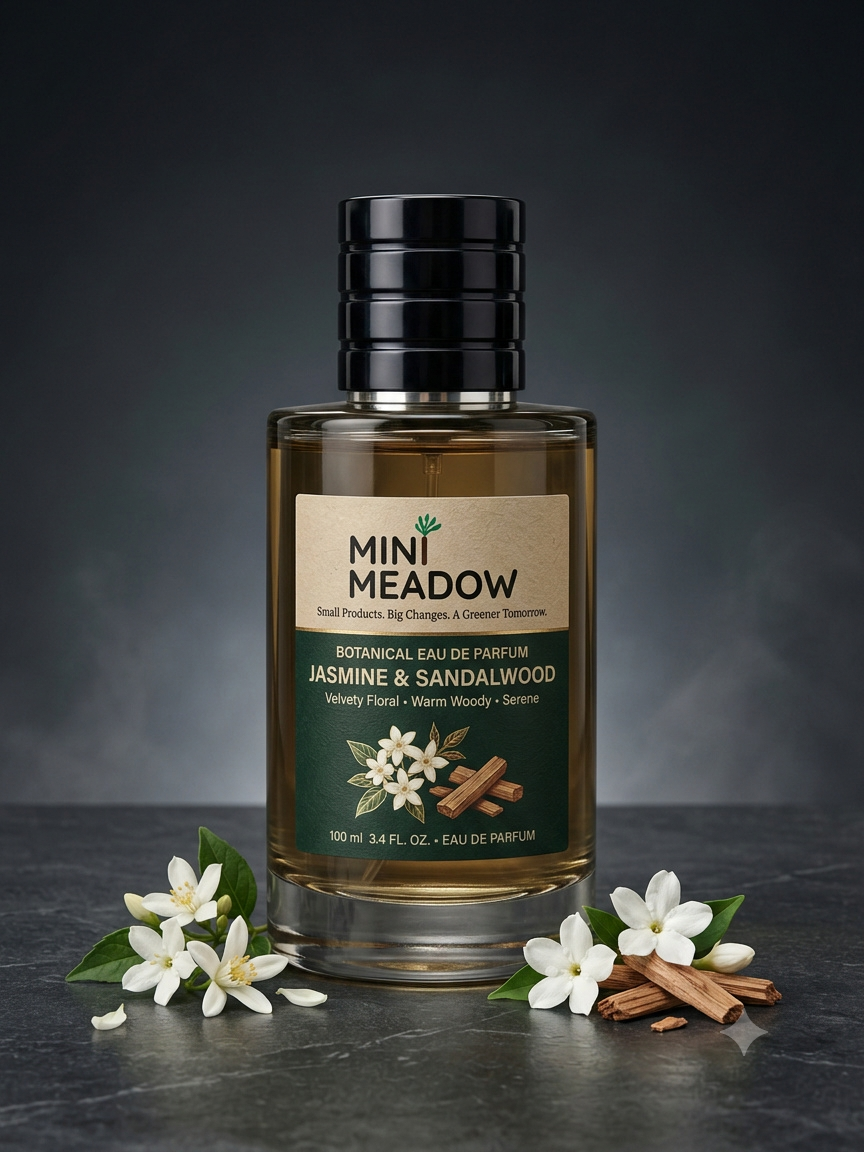 MINI
MEADOW
Small Products. Big Changes. A Greener Tomorrow.
BOTANICAL EAU DE PARFUM
JASMINE & SANDALWOOD
Velvety Floral • Warm Woody • Serene
100 ml 3.4 FL. OZ. • EAU DE PARFUM